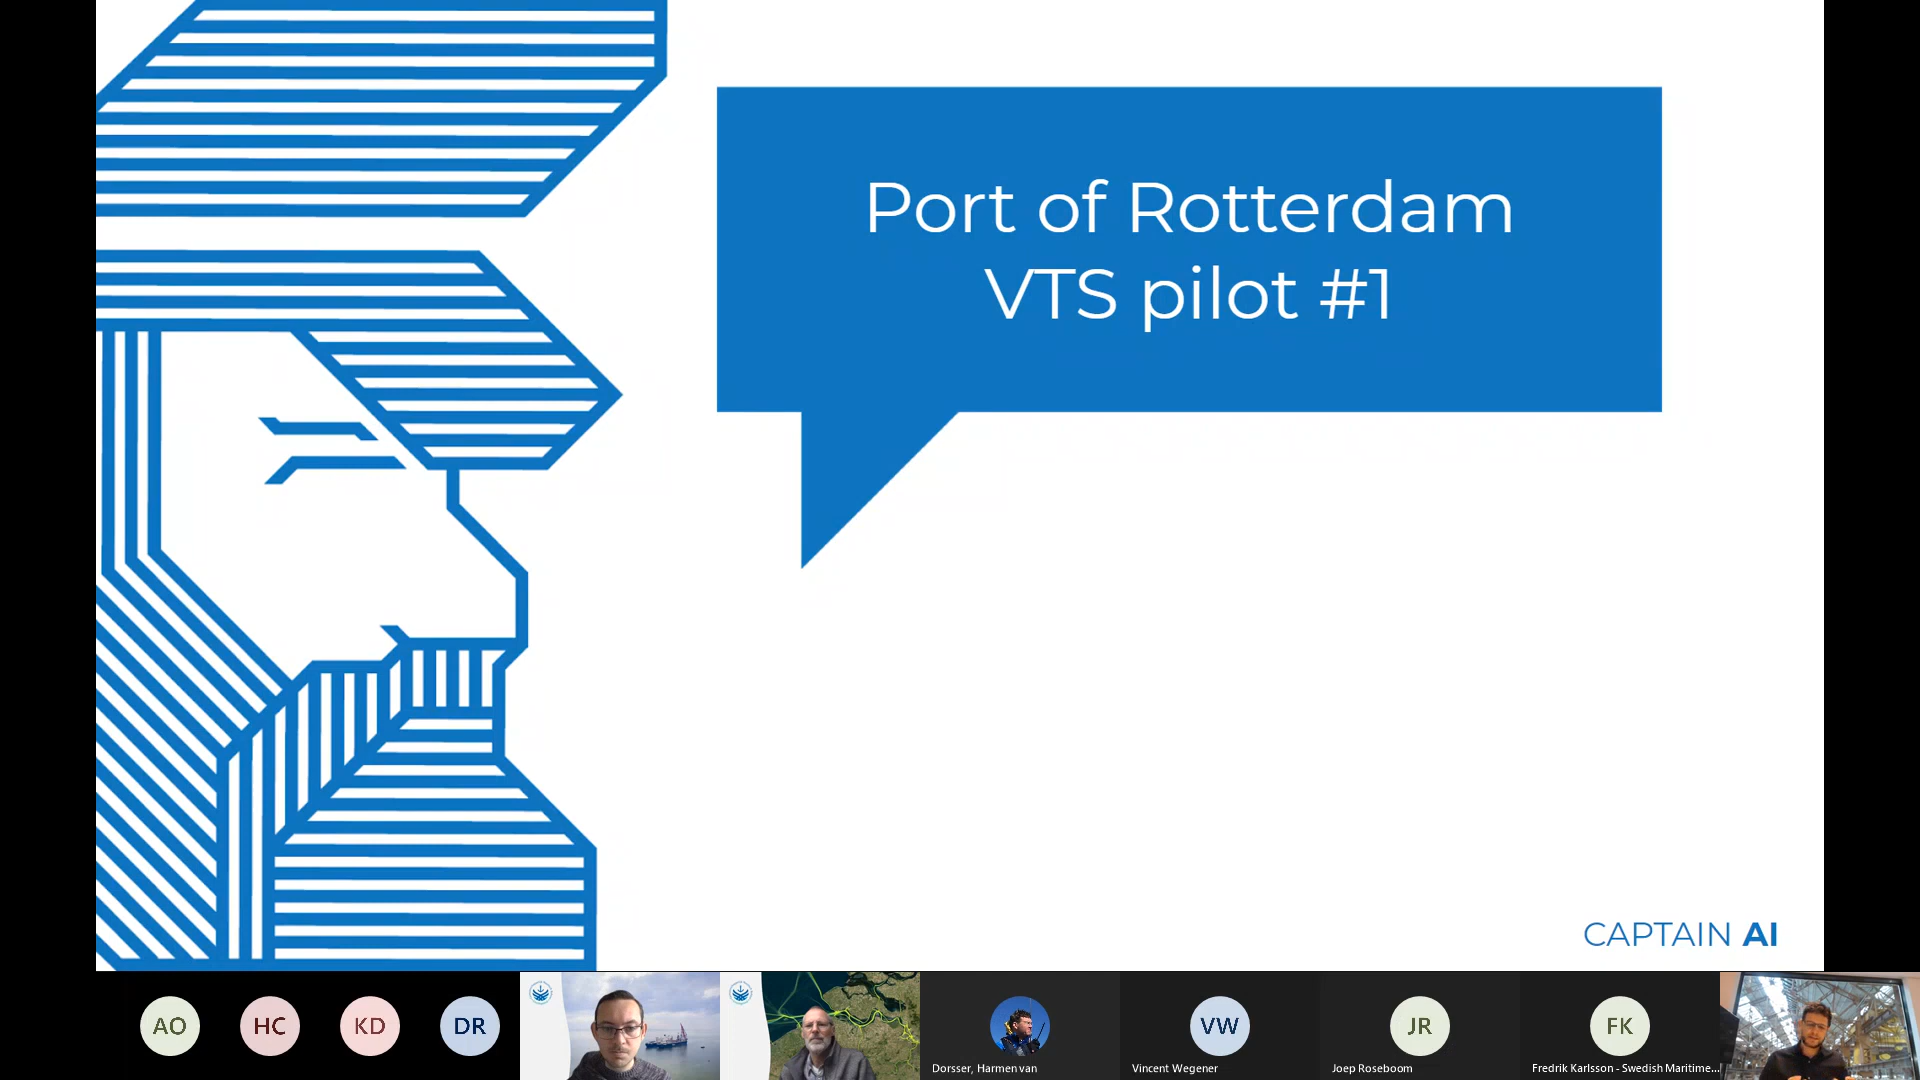 Port of Rotterdam
VTS pilot #1
CAPTAIN AI
AO
HC
KD
DR
VW
JR
FK
Dorsser, Harmen van
Vincent Wegener
Joep Roseboom
Fredrik Karlsson - Swedish Maritime...